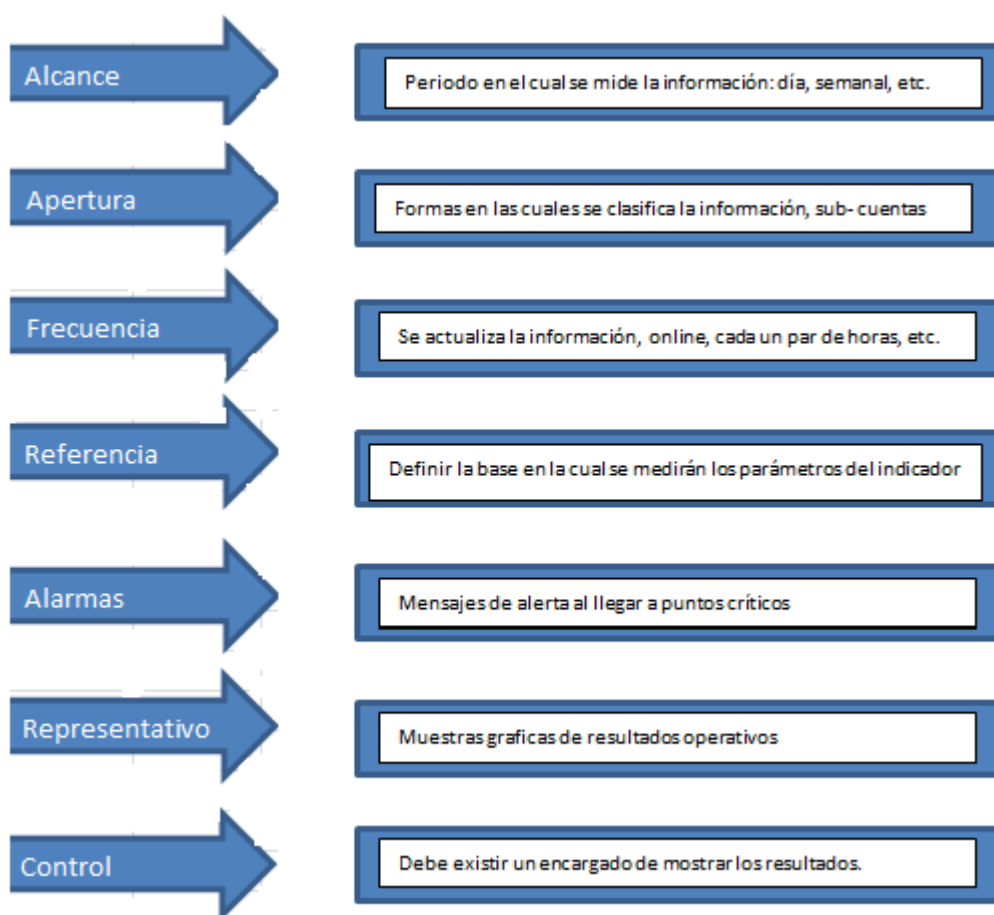 Alcance
Periodo en el cual se mide la información: día, semanal, etc.
Apertura
Formas en las cuales se clasifica la información, sub- cuentas
Frecuencia
Se actualiza la información, online, cada un par de horas, etc.
Referencia
Definir la base en la cual se medirán los parámetros del indicador
Alarmas
Mensajes de alerta al llegar a puntos críticos
Representativo
Muestras graficas de resultados operativos
Control
Debe existir un encargado de mostrar los resultados.